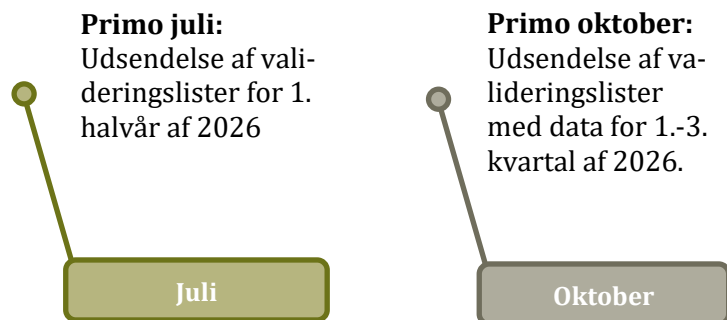 Primo juli:
Udsendelse af vali-
deringslister for 1.
halvår af 2026
Juli
Primo oktober:
Udsendelse af va-
lideringslister
med data for 1.-3.
kvartal af 2026.
Oktober